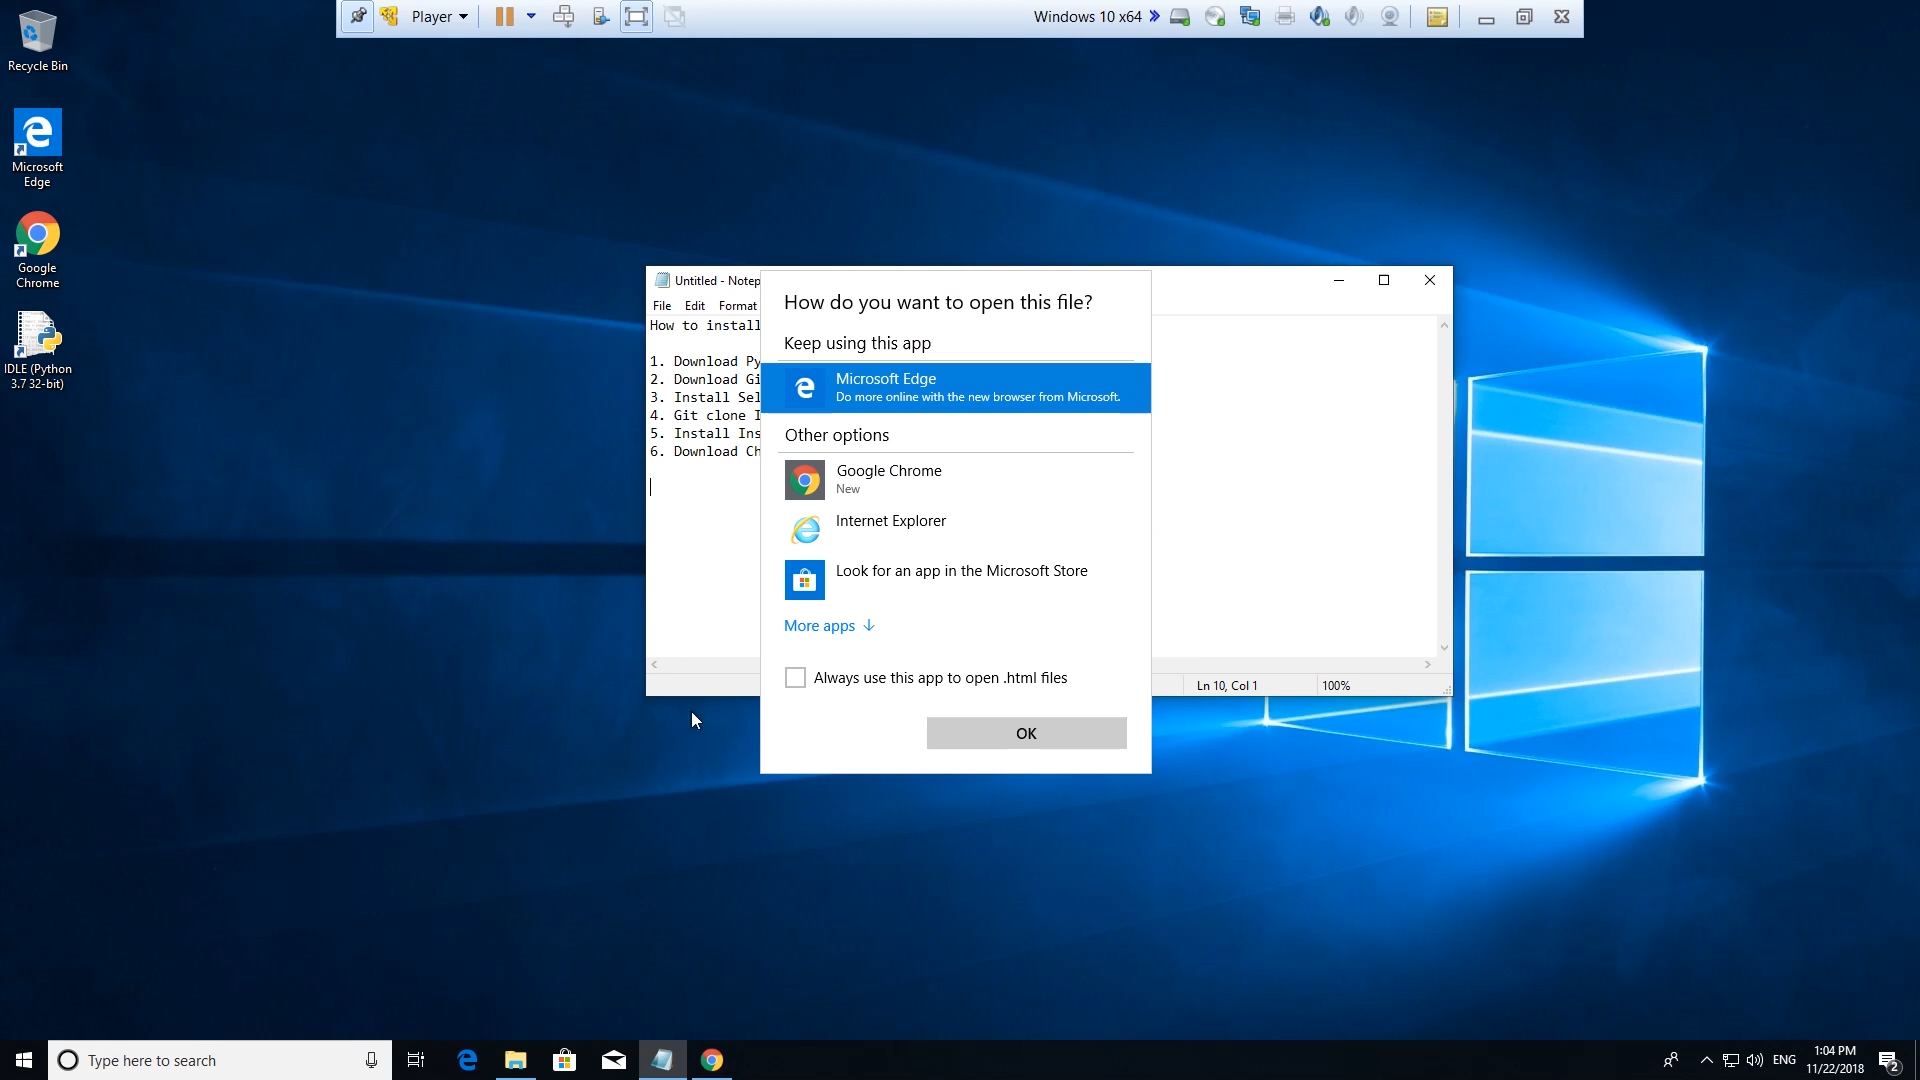 Player
Windows 10 x64
Recycle Bin
Microsoft
Edge
Google
Chrome
IDLE (Python
3.7 32-bit)
Untitled - Notep
File Edit Format
How to install
1. Download Py
2. Download Gi
3. Install Sel
4. Git clone I
5. Install Ins
6. Download Ch
Ln 10, Col 1
100%
How do you want to open this file?
Keep using this app
Microsoft Edge
Do more online with the new browser from Microsoft.
Other options
Google Chrome
New
Internet Explorer
Look for an app in the Microsoft Store
More apps
Always use this app to open .html files
OK
Type here to search
ENG
1:04 PM
11/22/2018
2